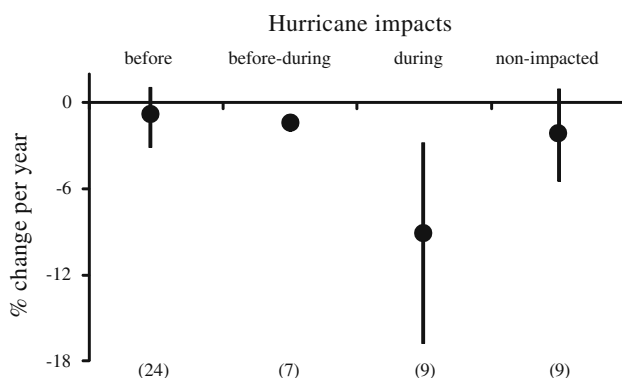 Hurricane impacts
before before-during during non-impacted
% change per year
0
-6
-12
-18
(24) (7) (9) (9)